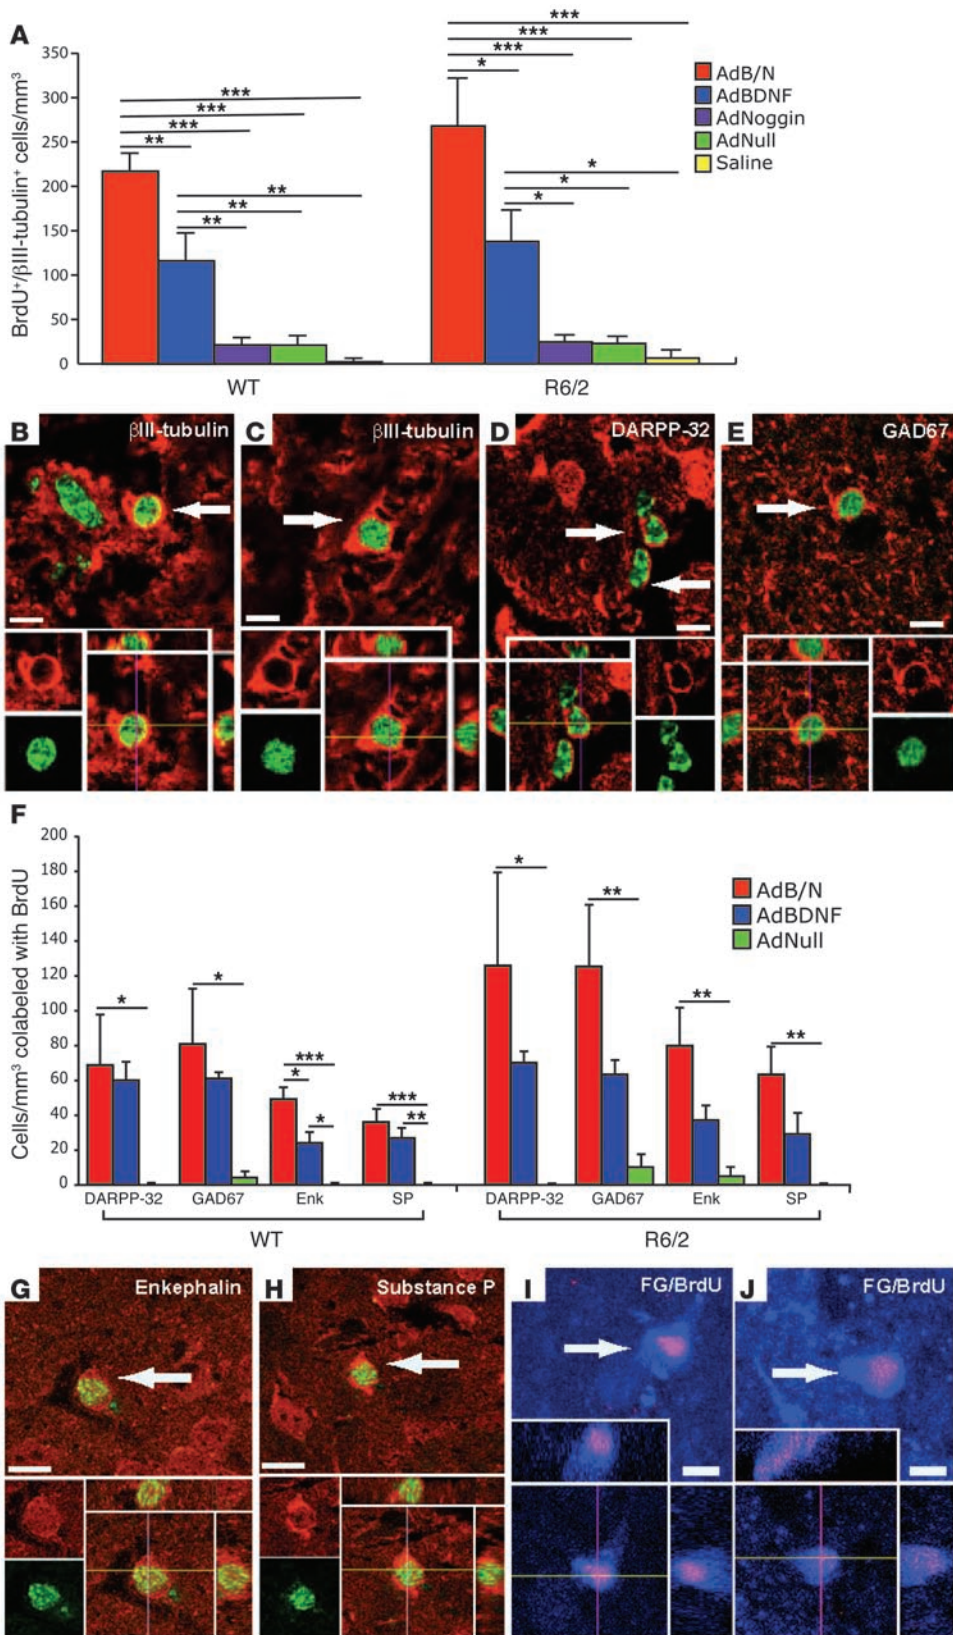 A
***
***
***
*
***
***
***
**
**
**
**
*
*
*
350
300
250
200
150
100
50
0
BrdU⁺/βIII-tubulin⁺ cells/mm³
AdB/N
AdBDNF
AdNoggin
AdNull
Saline
WT
R6/2
B βIII-tubulin
C βIII-tubulin
D DARPP-32
E GAD67
F
200
180
160
140
120
100
80
60
40
20
0
Cells/mm³ colabeled with BrdU
*
*
***
*
*
***
**
*
**
**
**
AdB/N
AdBDNF
AdNull
DARPP-32 GAD67 Enk SP DARPP-32 GAD67 Enk SP
WT R6/2
G Enkephalin
H Substance P
I FG/BrdU
J FG/BrdU